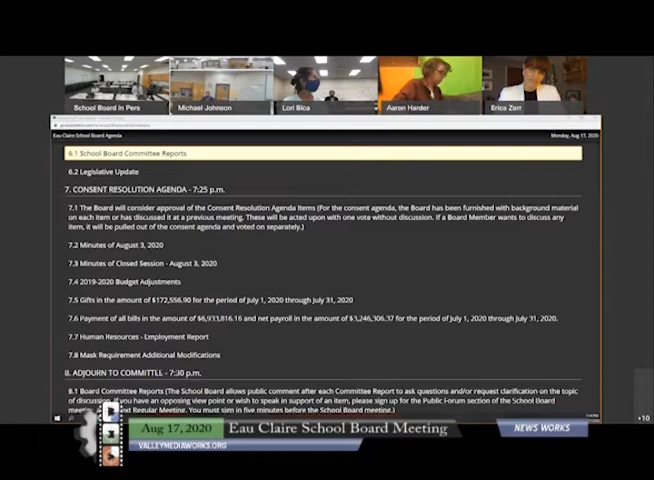 School Board In Pers
Michael Johnson
Lori Bica
Aaron Harder
Erica Zerr
Eau Claire School Board Agenda
Monday, Aug 17, 2020
6.1 School Board Committee Reports
6.2 Legislative Update
7. CONSENT RESOLUTION AGENDA - 7:25 p.m.
7.1 The Board will consider approval of the Consent Resolution Agenda Items (For the consent agenda, the Board has been furnished with background material
on each item or has discussed it at a previous meeting. These will be acted upon with one vote without discussion. If a Board Member wants to discuss any
item, it will be pulled out of the consent agenda and voted on separately.)
7.2 Minutes of August 3, 2020
7.3 Minutes of Closed Session - August 3, 2020
7.4 2019-2020 Budget Adjustments
7.5 Gifts in the amount of $172,556.90 for the period of July 1, 2020 through July 31, 2020
7.6 Payment of all bills in the amount of $6,933,816.16 and net payroll in the amount of $3,246,306.37 for the period of July 1, 2020 through July 31, 2020.
7.7 Human Resources - Employment Report
7.8 Mask Requirement Additional Modifications
8. ADJOURN TO COMMITTEE - 7:30 p.m.
8.1 Board Committee Reports (The School Board allows public comment after each Committee Report to ask questions and/or request clarification on the topic
of discussion. If you have an opposing view point or wish to speak in support of an item, please sign up for the Public Forum section of the School Board
Next Regular Meeting. You must sign in five minutes before the School Board meeting.)
+10
Aug 17, 2020 Eau Claire School Board Meeting
NEWS WORKS
VALLEYMEDIAWORKS.ORG